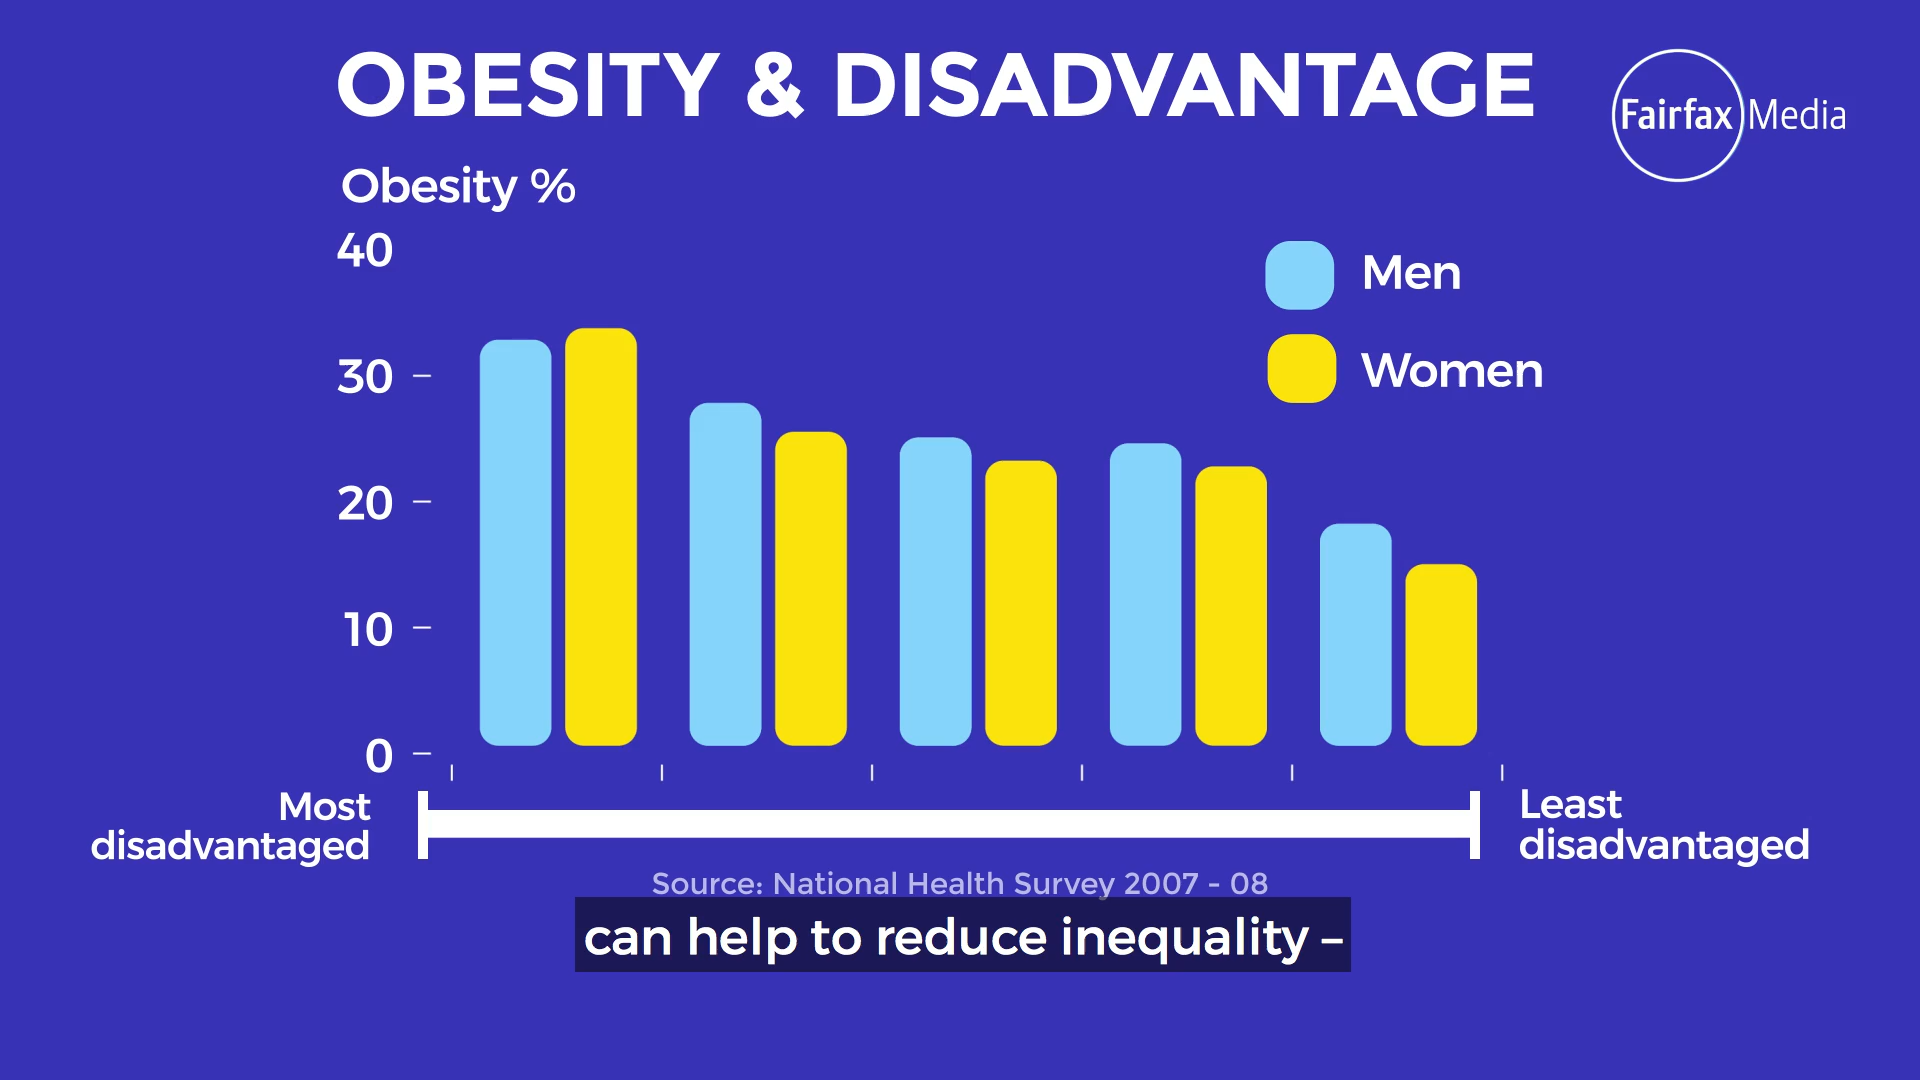 OBESITY & DISADVANTAGE
Fairfax Media
Obesity %
40
30
20
10
0
Men
Women
Most
disadvantaged
Least
disadvantaged
Source: National Health Survey 2007 - 08
can help to reduce inequality –